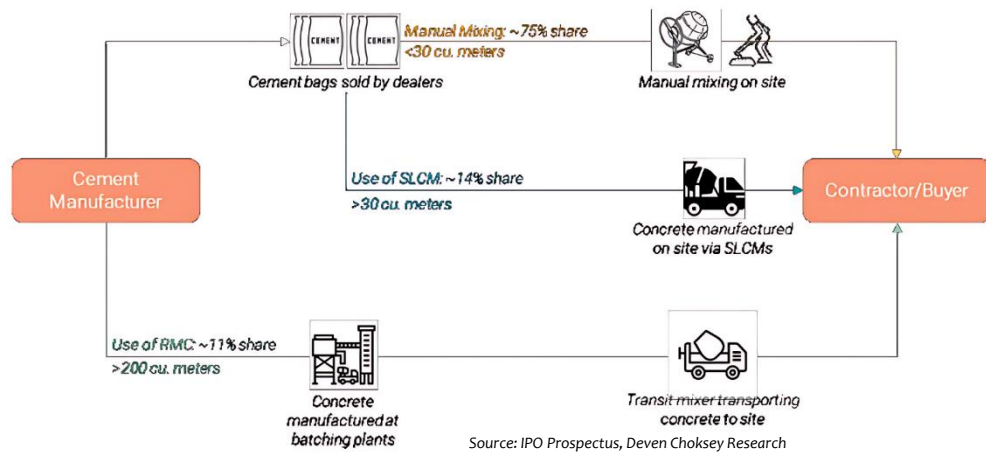 CEMENT CEMENT
Manual Mixing: ~75% share
<30 cu. meters
Cement bags sold by dealers
Manual mixing on site
Cement
Manufacturer
Use of SLCM: ~14% share
>30 cu. meters
Contractor/Buyer
Concrete manufactured
on site via SLCMs
Use of RMC: ~11% share
>200 cu. meters
Concrete
manufactured at
batching plants
Transit mixer transporting
concrete to site
Source: IPO Prospectus, Deven Choksey Research